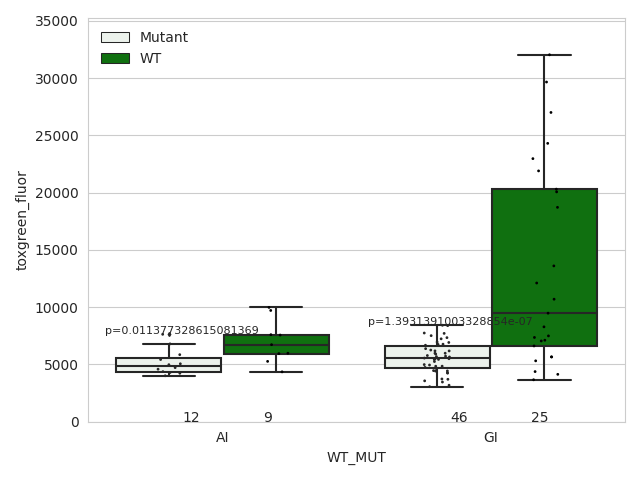 35000
Mutant
WT
30000
25000
20000
15000
10000
5000
0
toxgreen_fluor
p=0.011377328615081369
p=1.3931391003328854e-07
12 9 46 25
AI GI
WT_MUT